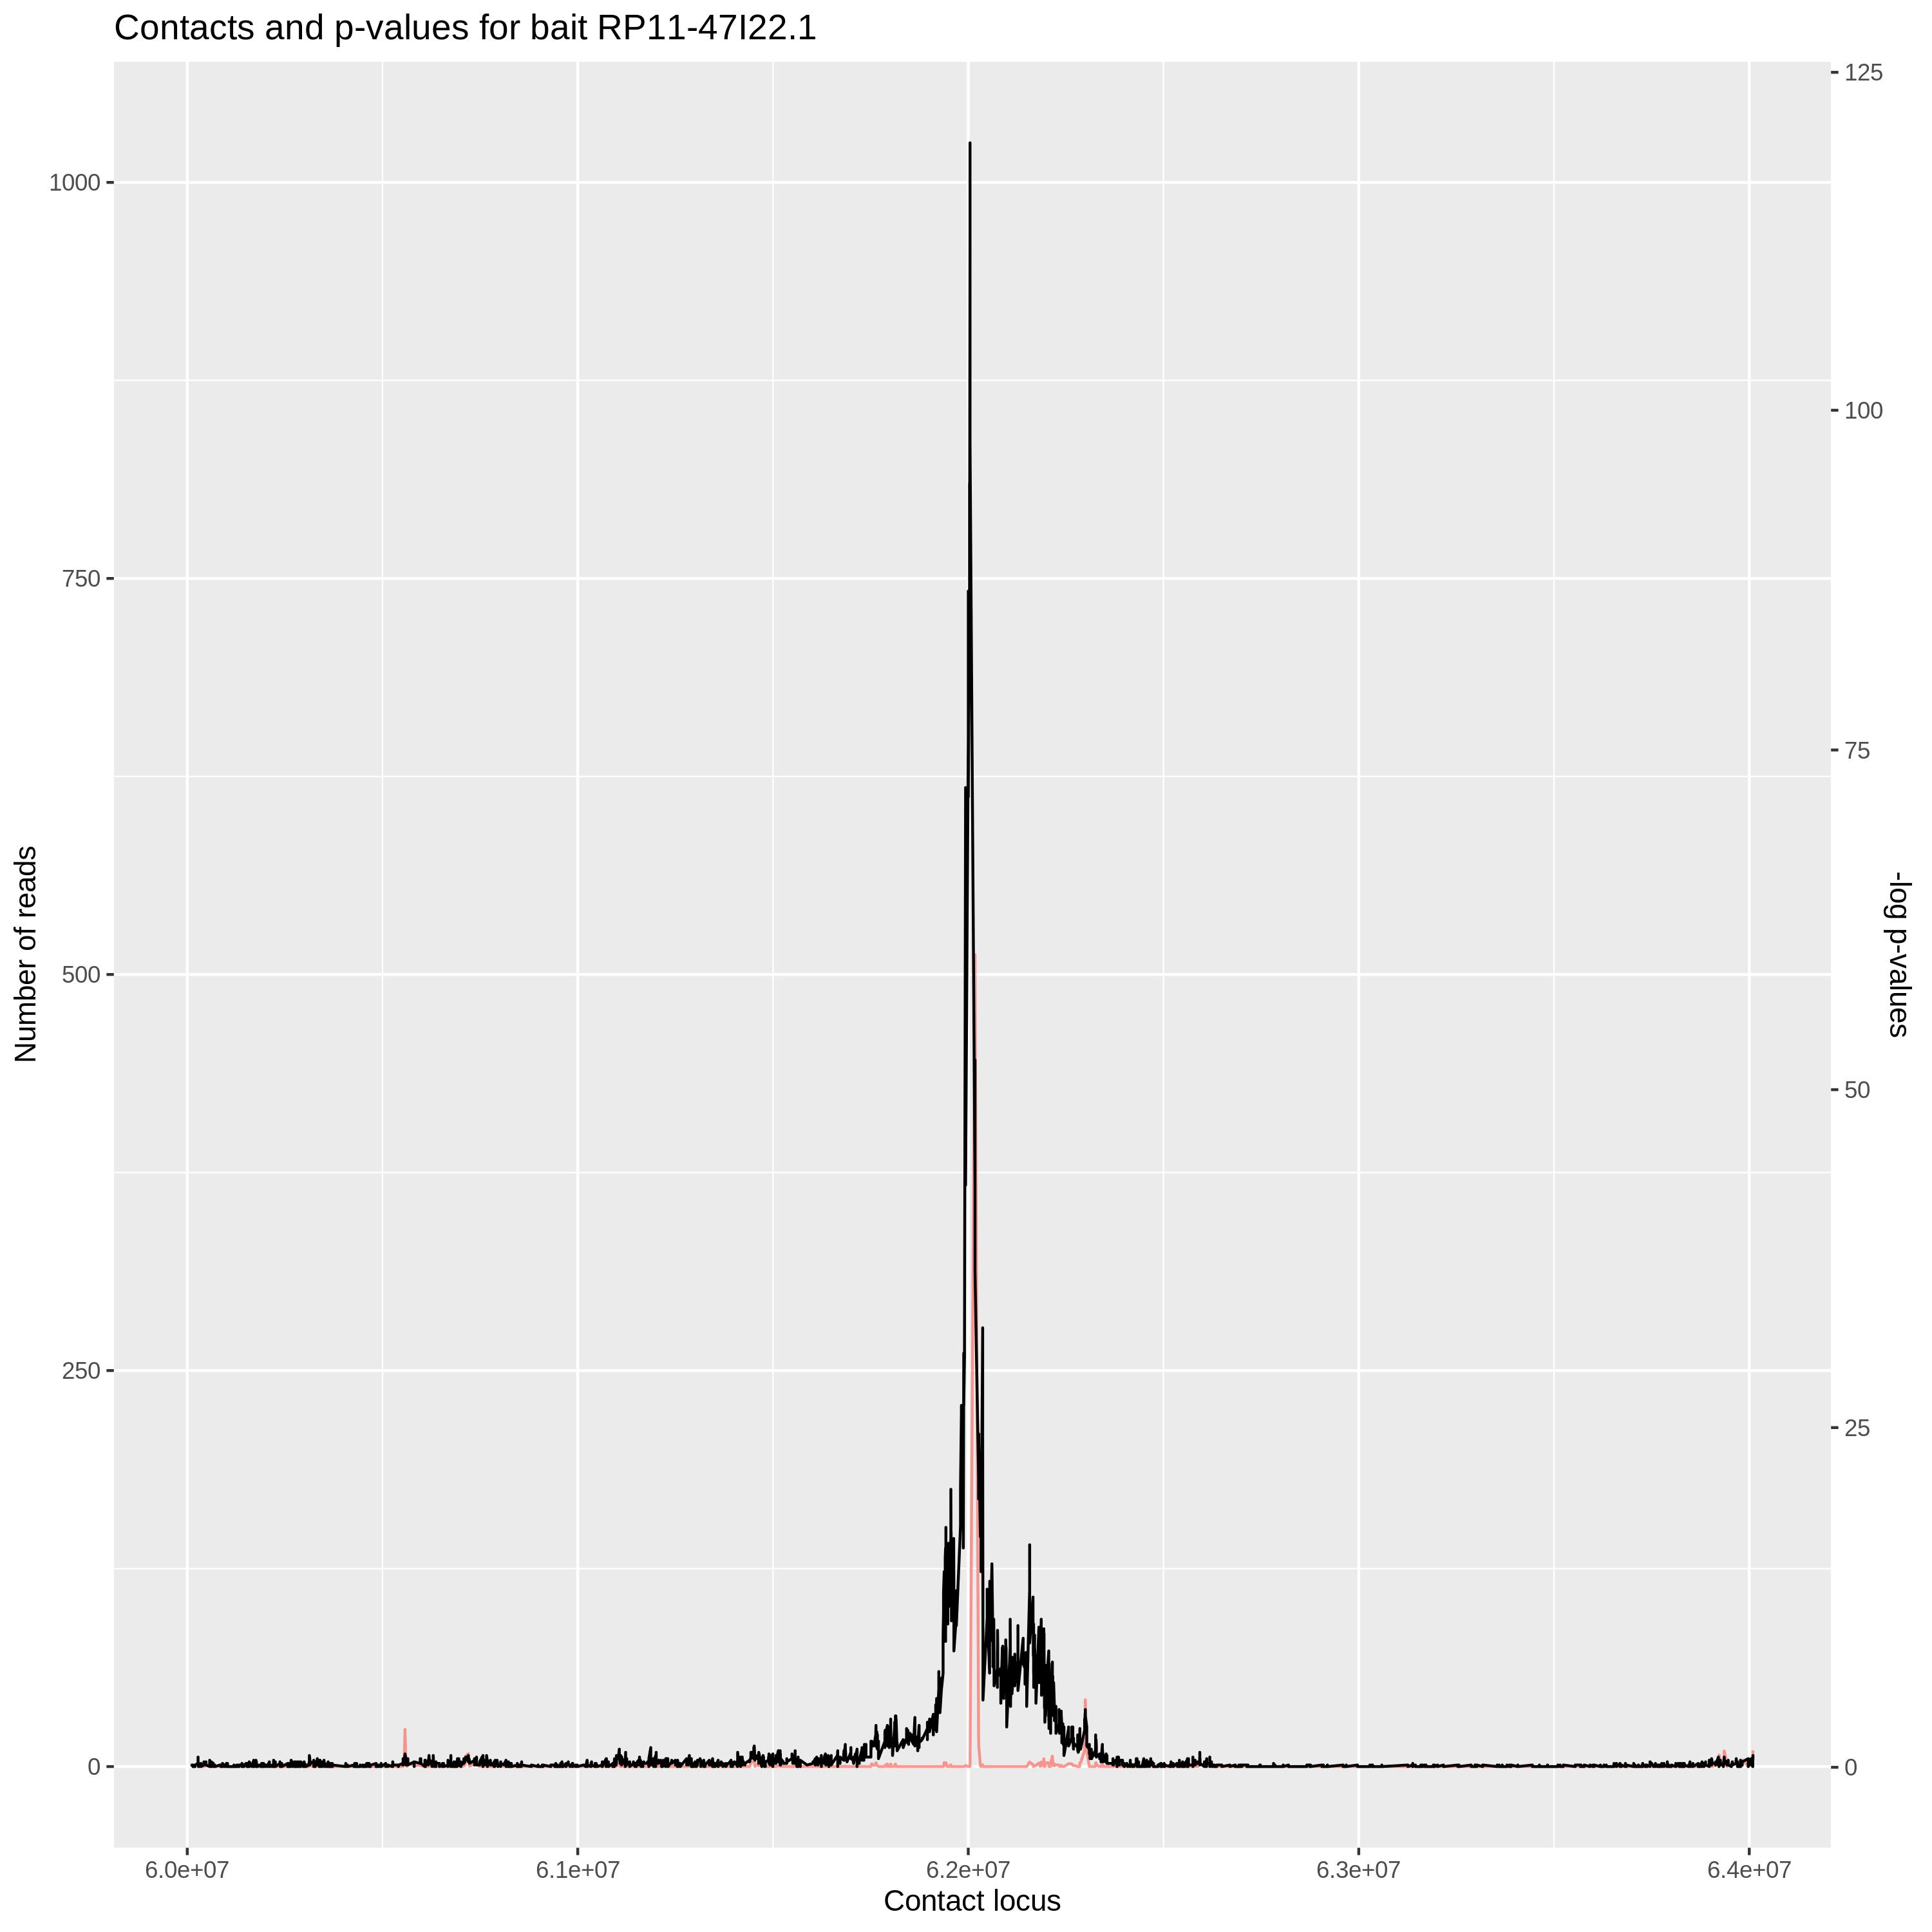 Contacts and p-values for bait RP11-47I22.1
125
1000
100
750
75
Number of reads
-log p-values
500
50
250
25
0
0
6.0e+07
6.1e+07
6.2e+07
6.3e+07
6.4e+07
Contact locus